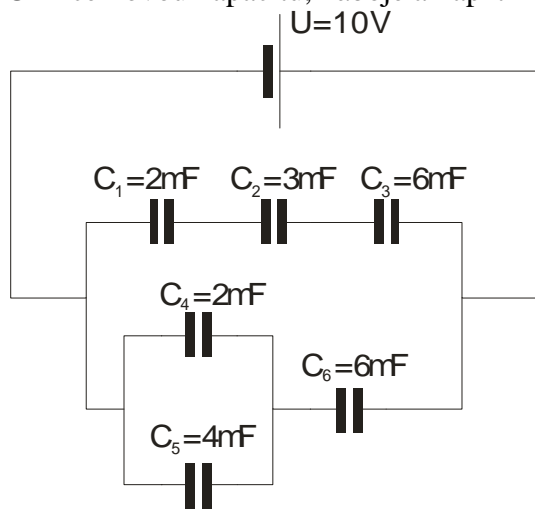 U=10V
C₁=2mF C₂=3mF C₃=6mF
C₄=2mF
C₆=6mF
C₅=4mF